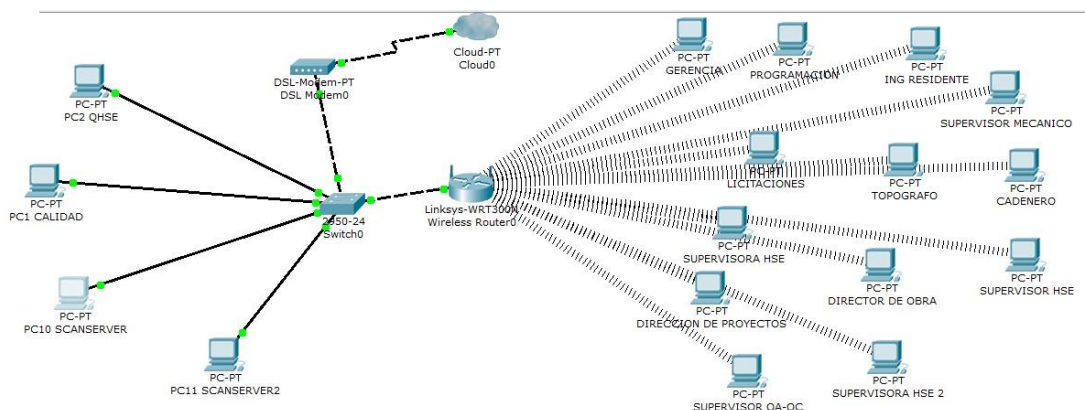 Cloud-PT
Cloud0
DSL-Modem-PT
DSL Modem0
PC-PT
PC2 QHSE
PC-PT
PC1 CALIDAD
PC-PT
PC10 SCANSERVER
PC-PT
PC11 SCANSERVER2
2950-24
Switch0
Linksys-WRT300N
Wireless Router0
PC-PT
GERENCIA
PC-PT
PROGRAMACION
PC-PT
ING RESIDENTE
PC-PT
SUPERVISOR MECANICO
PC-PT
LICITACIONES
PC-PT
TOPOGRAFO
PC-PT
CADENERO
PC-PT
SUPERVISORA HSE
PC-PT
DIRECTOR DE OBRA
PC-PT
SUPERVISOR HSE
PC-PT
DIRECCION DE PROYECTOS
PC-PT
SUPERVISORA HSE 2
PC-PT
SUPERVISOR QA-QC